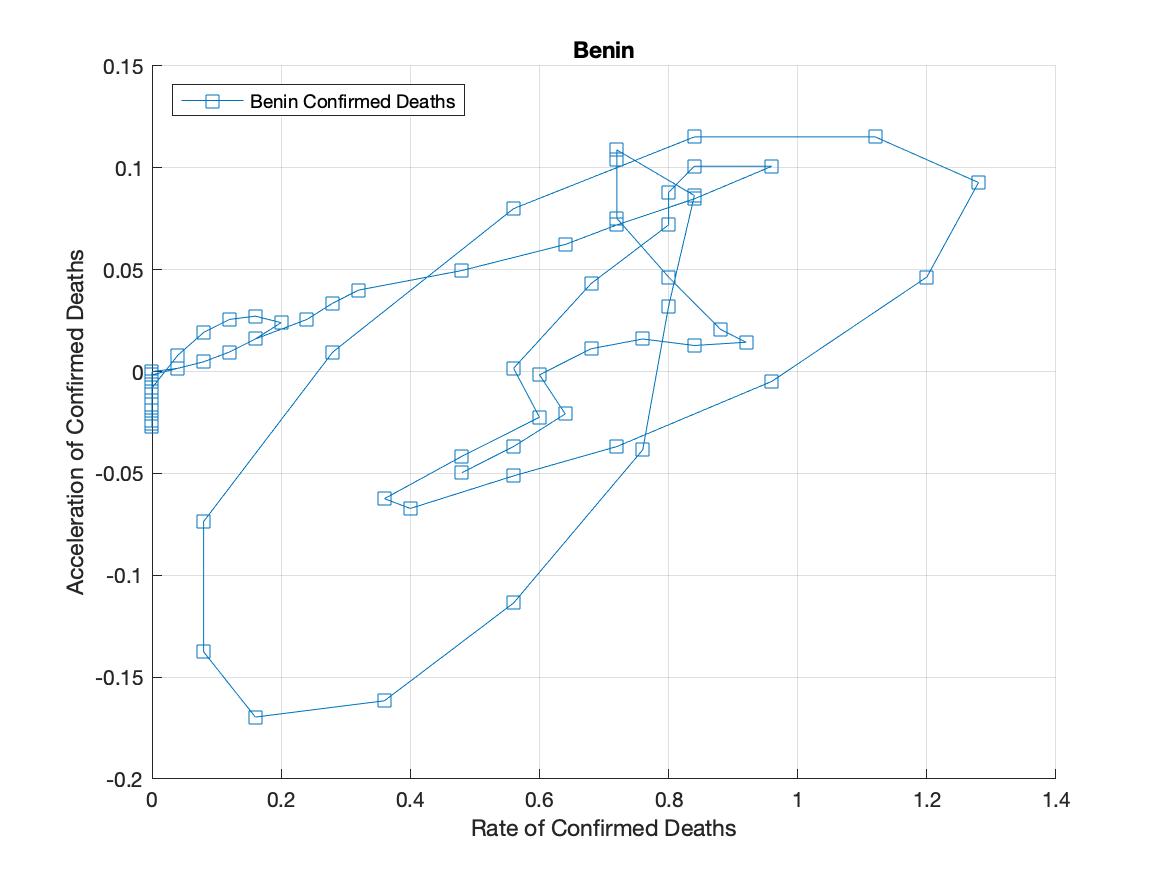 Benin
0.15
Benin Confirmed Deaths
0.1
0.05
0
-0.05
-0.1
-0.15
-0.2
Acceleration of Confirmed Deaths
0 0.2 0.4 0.6 0.8 1 1.2 1.4
Rate of Confirmed Deaths